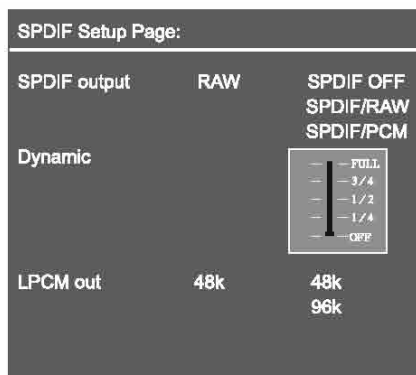 SPDIF Setup Page:
SPDIF output RAW SPDIF OFF
SPDIF/RAW
SPDIF/PCM
Dynamic
FULL
3/4
1/2
1/4
OFF
LPCM out 48k 48k
96k